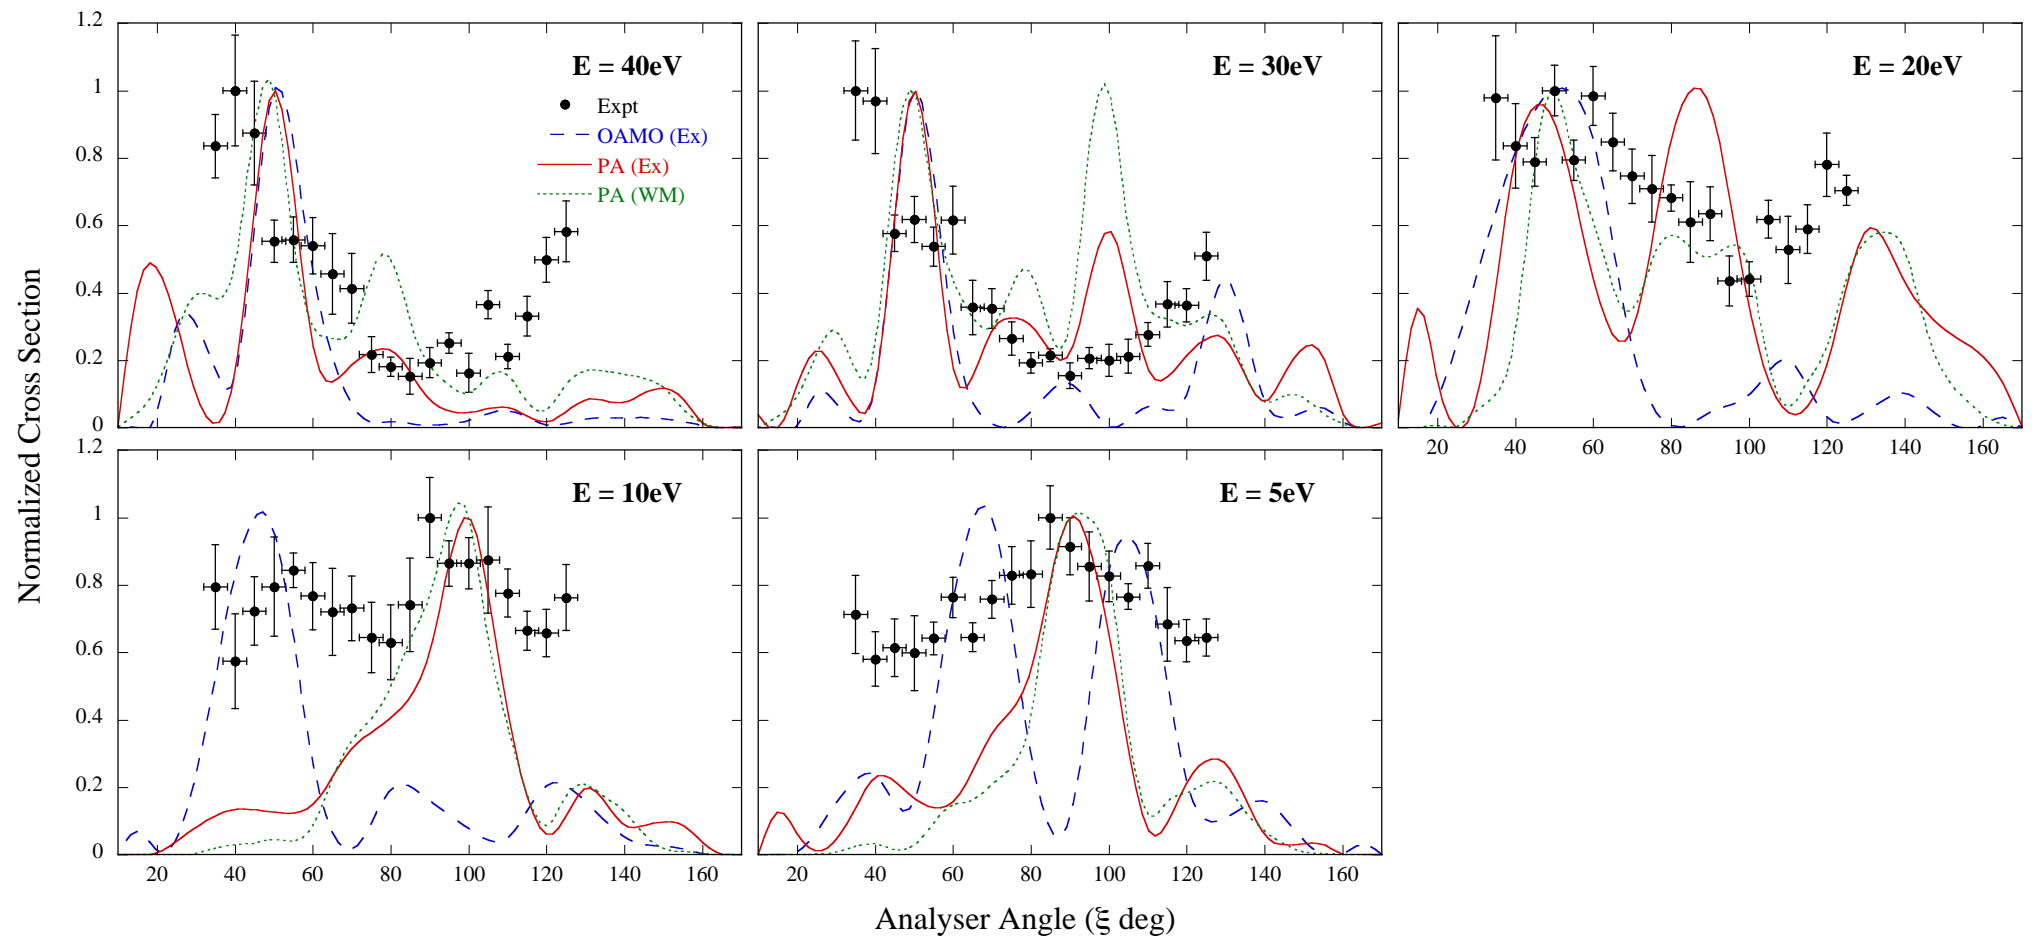 1.2
E = 40eV
E = 30eV
E = 20eV
1
Expt
OAMO (Ex)
0.8
PA (Ex)
PA (WM)
0.6
0.4
0.2
0
20 40 60 80 100 120 140 160
1.2
E = 10eV
E = 5eV
1
0.8
0.6
0.4
0.2
0
20 40 60 80 100 120 140
20 40 60 80 100 120 140 160
Normalized Cross Section
Analyser Angle (ξ deg)